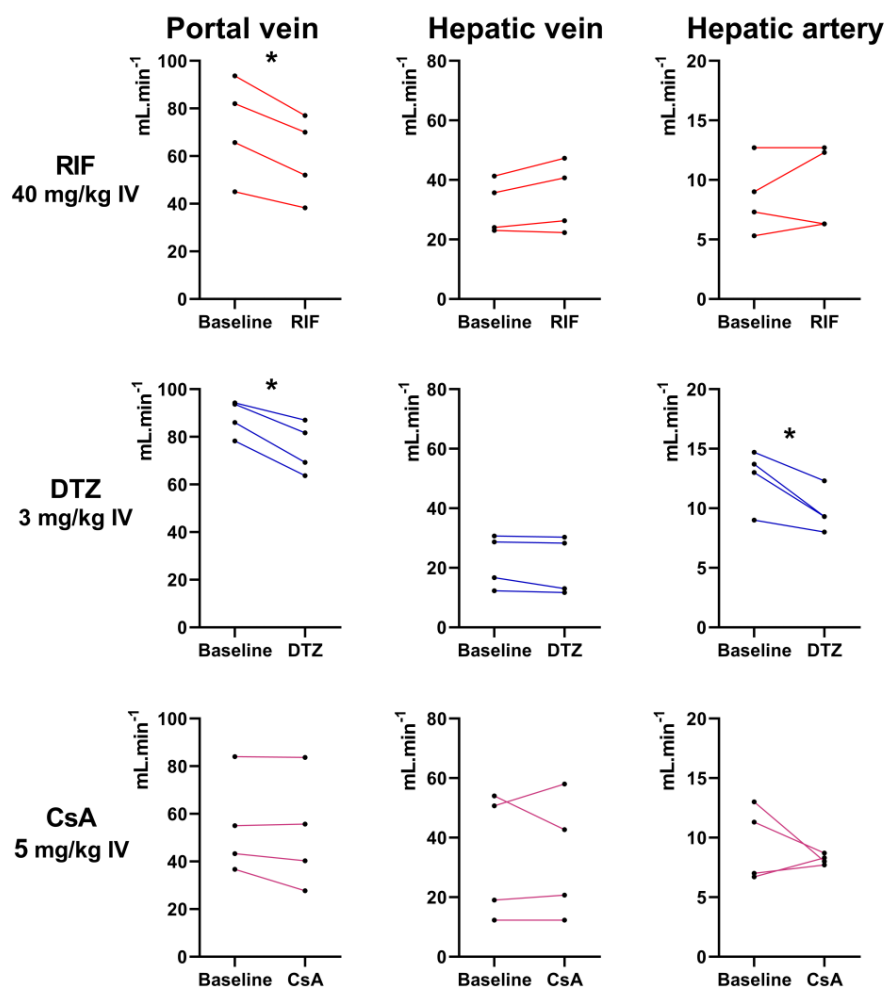 Portal vein Hepatic vein Hepatic artery
RIF
40 mg/kg IV
mL.min⁻¹
100
80
60
40
20
0
*
Baseline RIF
mL.min⁻¹
80
60
40
20
0
Baseline RIF
mL.min⁻¹
20
15
10
5
0
Baseline RIF
DTZ
3 mg/kg IV
mL.min⁻¹
100
80
60
40
20
0
*
Baseline DTZ
mL.min⁻¹
80
60
40
20
0
Baseline DTZ
mL.min⁻¹
20
15
10
5
0
*
Baseline DTZ
CsA
5 mg/kg IV
mL.min⁻¹
100
80
60
40
20
0
Baseline CsA
mL.min⁻¹
80
60
40
20
0
Baseline CsA
mL.min⁻¹
20
15
10
5
0
Baseline CsA